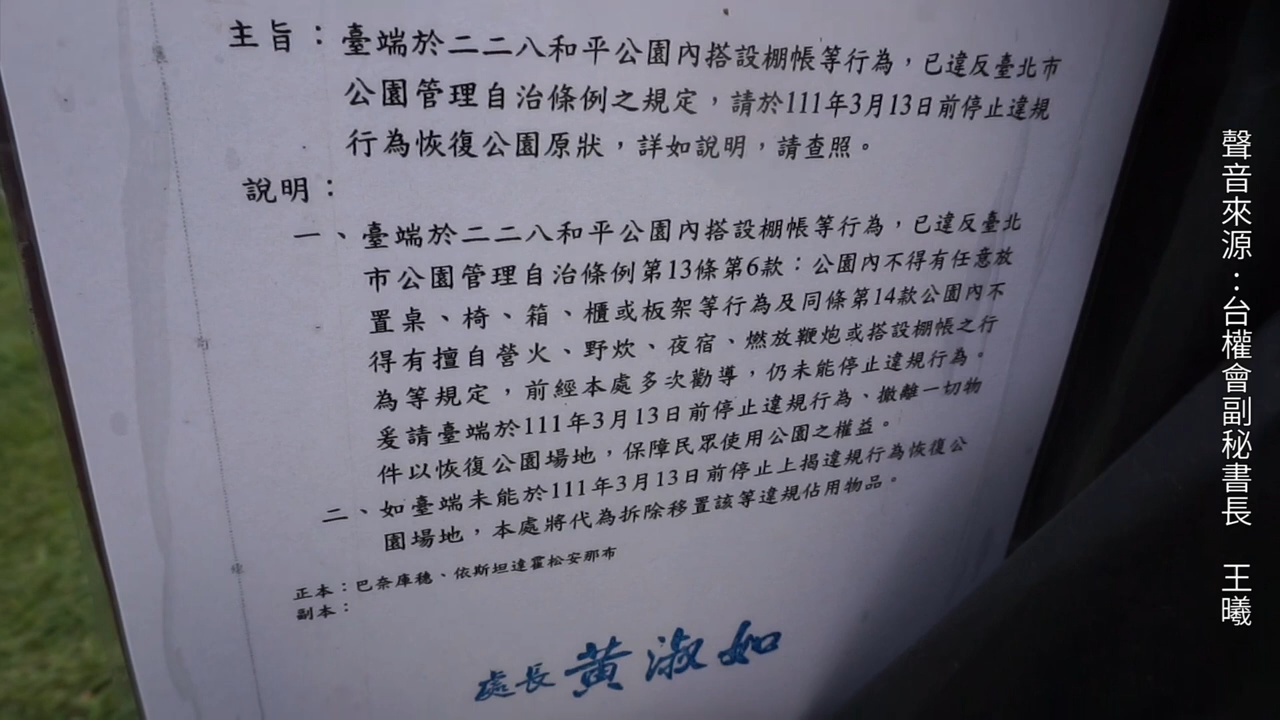 主旨：臺端於二二八和平公園內搭設棚帳等行為，已違反臺北市
公園管理自治條例之規定，請於111年3月13日前停止違規
行為恢復公園原狀，詳如說明，請查照。
說明：
一、臺端於二二八和平公園內搭設棚帳等行為，已違反臺北
市公園管理自治條例第13條第6款：公園內不得有任意放
置桌、椅、箱、櫃或板架等行為及同條第14款公園內不
得有擅自營火、野炊、夜宿、燃放鞭炮或搭設棚帳之行
為等規定，前經本處多次勸導，仍未能停止違規行為。
爰請臺端於111年3月13日前停止違規行為、撤離一切物
件以恢復公園場地，保障民眾使用公園之權益。
二、如臺端未能於111年3月13日前停止上揭違規行為恢復公
園場地，本處將代為拆除移置該等違規佔用物品。
正本：巴奈庫穗、依斯坦達霍松安那布
副本：
處長 黃淑如
聲音來源：台權會副秘書長 王曦